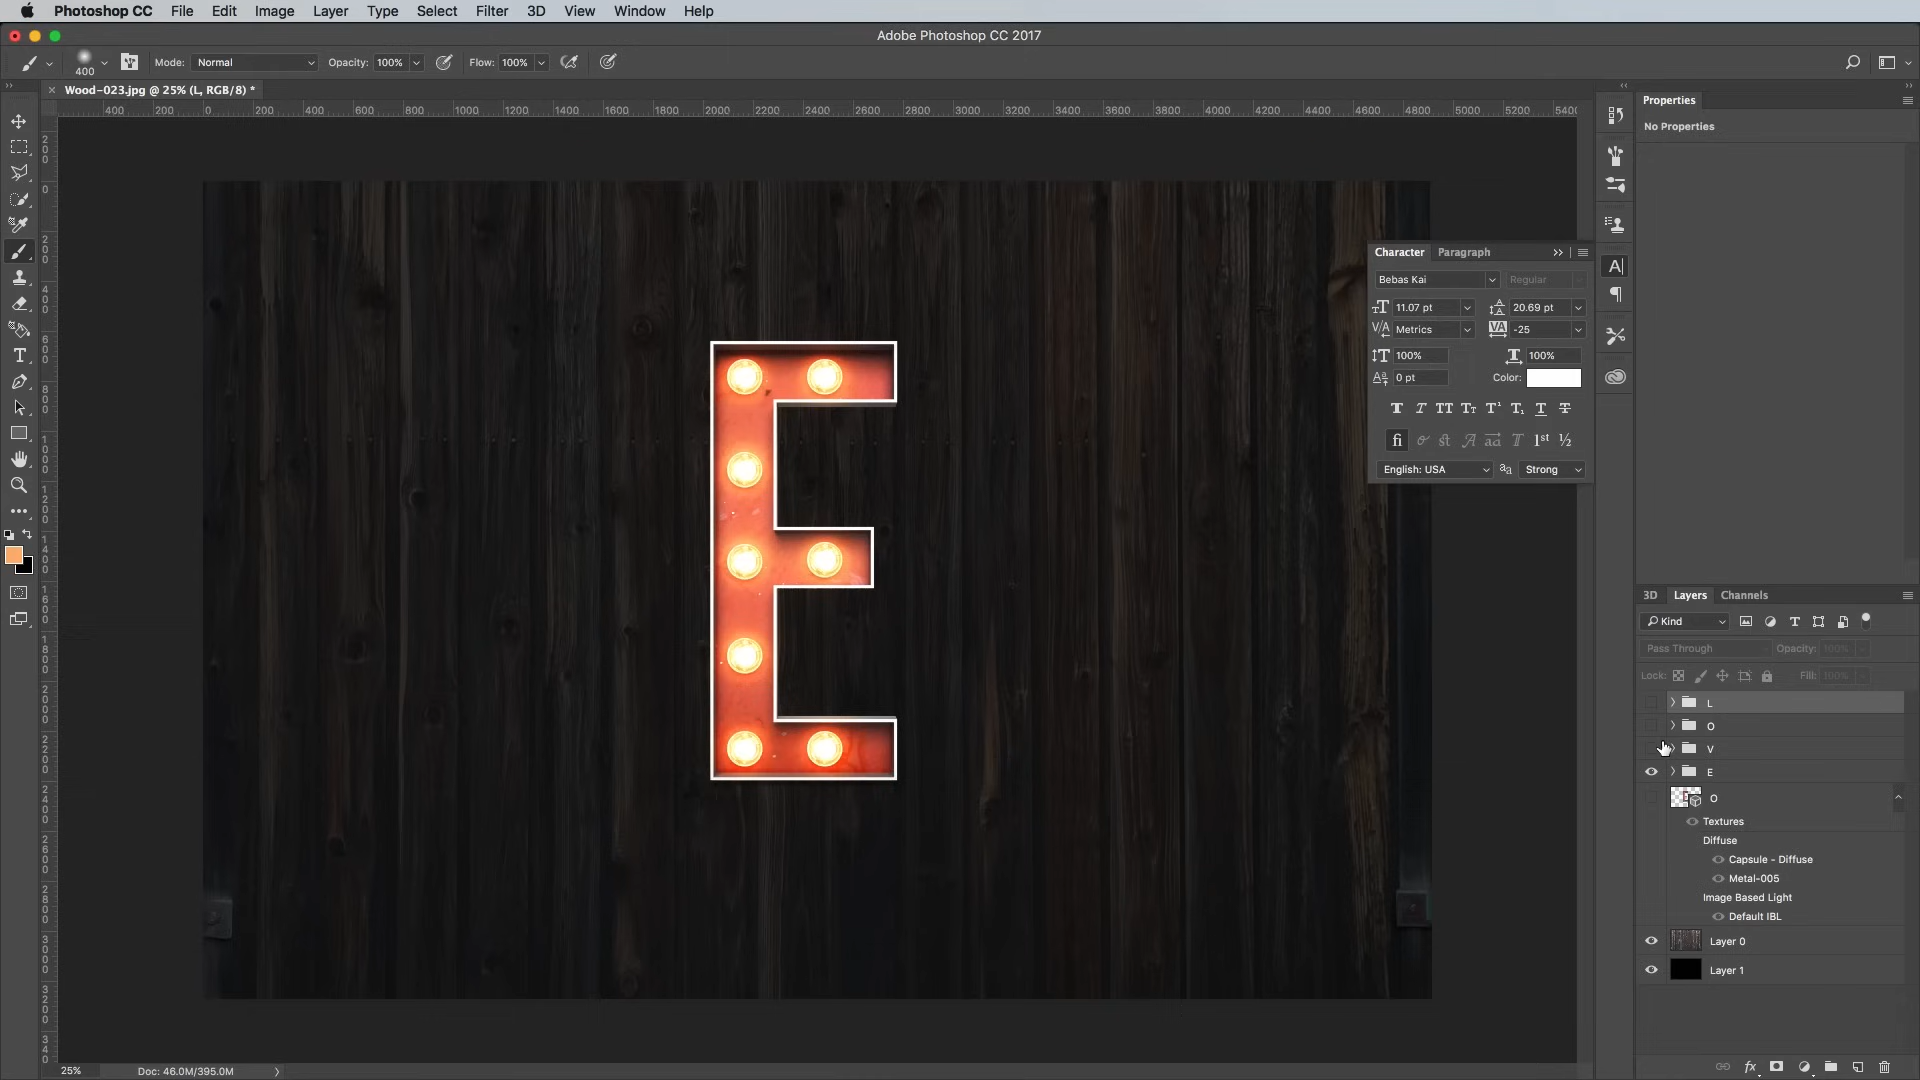 Photoshop CC File Edit Image Layer Type Select Filter 3D View Window Help
Adobe Photoshop CC 2017
400 Mode: Normal Opacity: 100% Flow: 100%
Wood-023.jpg @ 25% (L, RGB/8) *
400 200 0 200 400 600 800 1000 1200 1400 1600 1800 2000 2200 2400 2600 2800 3000 3200 3400 3600 3800 4000 4200 4400 4600 4800 5000 5200 5400
Properties
No Properties
Character Paragraph
Bebas Kai Regular
11.07 pt 20.69 pt
Metrics -25
100% 100%
0 pt Color:
English: USA Strong
E
3D Layers Channels
Kind
Pass Through Opacity: 100%
Lock: Fill: 100%
L
O
V
E
O
Textures
Diffuse
Capsule - Diffuse
Metal-005
Image Based Light
Default IBL
Layer 0
Layer 1
25% Doc: 46.0M/395.0M